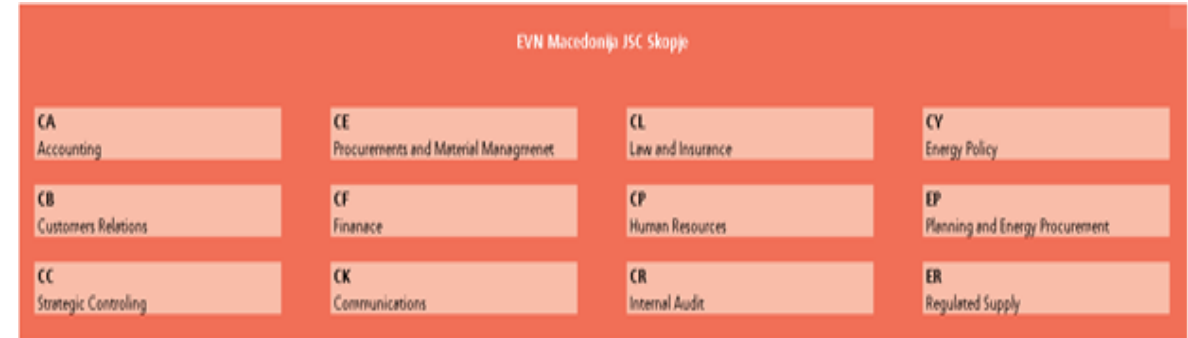 EVN Macedonija JSC Skopje
CA
Accounting
CE
Procurements and Material Managmenet
CL
Law and Insurance
CY
Energy Policy
CB
Customers Relations
CF
Finanace
CP
Human Resources
EP
Planning and Energy Procurement
CC
Strategic Controling
CK
Communications
CR
Internal Audit
ER
Regulated Supply